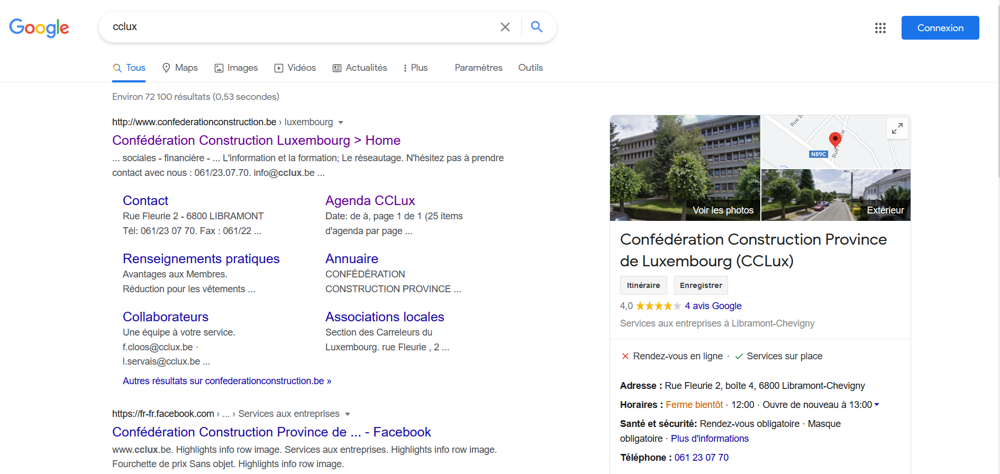 Google
cclux
Connexion
Tous
Maps
Images
Vidéos
Actualités
Plus
Paramètres
Outils
Environ 72 100 résultats (0,53 secondes)
http://www.confederationconstruction.be › luxembourg
Confédération Construction Luxembourg > Home
... sociales - financière - ... L'information et la formation; Le réseautage. N'hésitez pas à prendre
contact avec nous : 061/23.07.70. info@cclux.be ...
Contact
Rue Fleurie 2 - 6800 LIBRAMONT
Tél: 061/23 07 70. Fax : 061/22 ...
Agenda CCLux
Date: de à, page 1 de 1 (25 items
d'agenda par page ...
Renseignements pratiques
Avantages aux Membres.
Réduction pour les vêtements ...
Annuaire
CONFÉDÉRATION
CONSTRUCTION PROVINCE ...
Collaborateurs
Une équipe à votre service.
f.cloos@cclux.be ·
l.servais@cclux.be ...
Associations locales
Section des Carreleurs du
Luxembourg. rue Fleurie , 2 ...
Autres résultats sur confederationconstruction.be »
https://fr-fr.facebook.com › ... › Services aux entreprises
Confédération Construction Province de ... - Facebook
www.cclux.be. Highlights info row image. Services aux entreprises. Highlights info row image.
Fourchette de prix Sans objet. Highlights info row image.
Voir les photos
Rue
N89C
Rue
Extérieur
Confédération Construction Province
de Luxembourg (CCLux)
Itinéraire
Enregistrer
4,0 4 avis Google
Services aux entreprises à Libramont-Chevigny
Rendez-vous en ligne · Services sur place
Adresse : Rue Fleurie 2, boîte 4, 6800 Libramont-Chevigny
Horaires : Ferme bientôt · 12:00 · Ouvre de nouveau à 13:00
Santé et sécurité: Rendez-vous obligatoire · Masque
obligatoire · Plus d'informations
Téléphone : 061 23 07 70